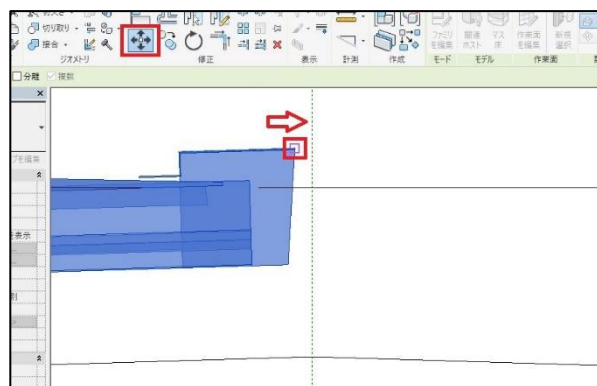 切取り
接合
ジオメトリ
修正
表示
計測
作成
ファミリ
を編集
モード
関連
ホスト
マス
床
モデル
作業面
を編集
新規
選択
作業面
分離
複数
プを編集
を表示